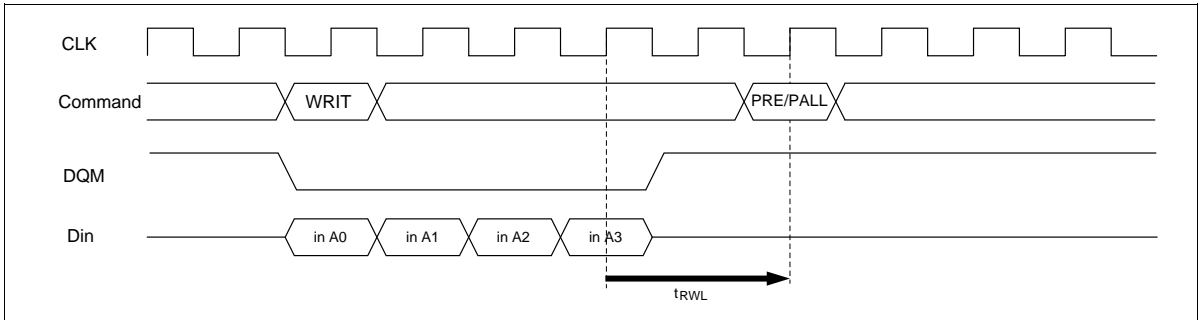 CLK
Command WRIT PRE/PALL
DQM
Din in A0 in A1 in A2 in A3
tRWL